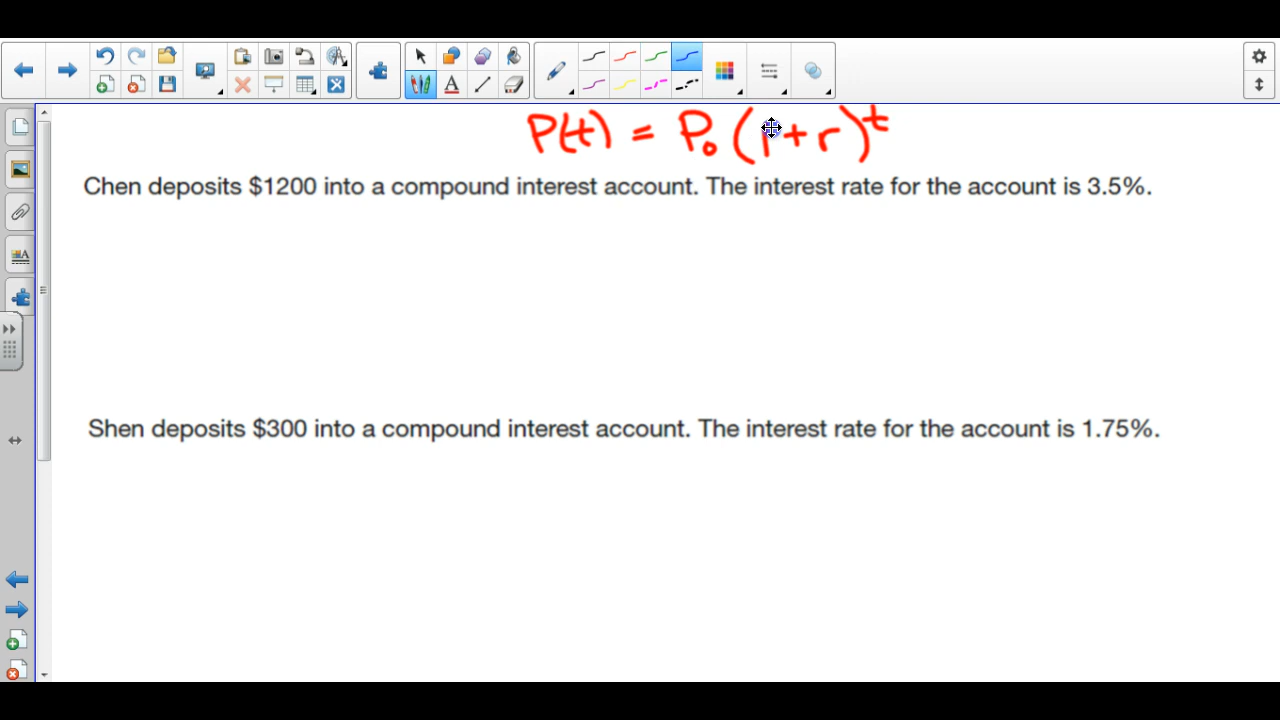 P(t) = P₀ (1+r)^t
Chen deposits $1200 into a compound interest account. The interest rate for the account is 3.5%.
Shen deposits $300 into a compound interest account. The interest rate for the account is 1.75%.